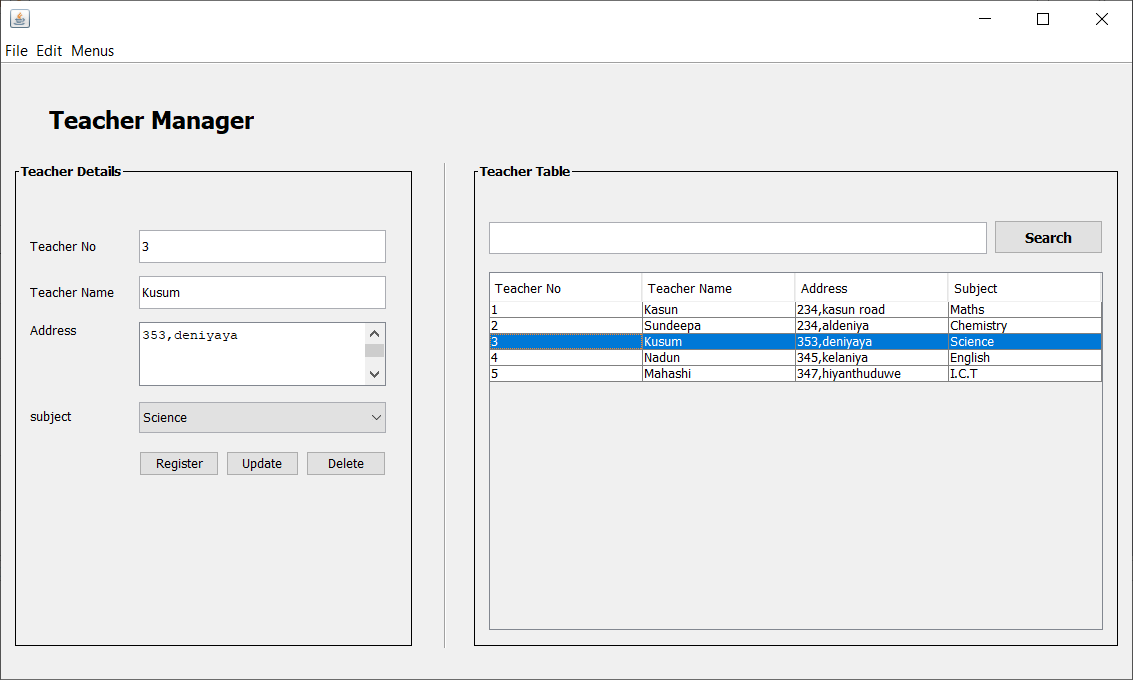 File Edit Menus
Teacher Manager
Teacher Details
Teacher No 3
Teacher Name Kusum
Address 353,deniyaya
subject Science
Register Update Delete
Teacher Table
Search
Teacher No Teacher Name Address Subject
1 Kasun 234,kasun road Maths
2 Sundeepa 234,aldeniya Chemistry
3 Kusum 353,deniyaya Science
4 Nadun 345,kelaniya English
5 Mahashi 347,hiyanthuduwe I.C.T